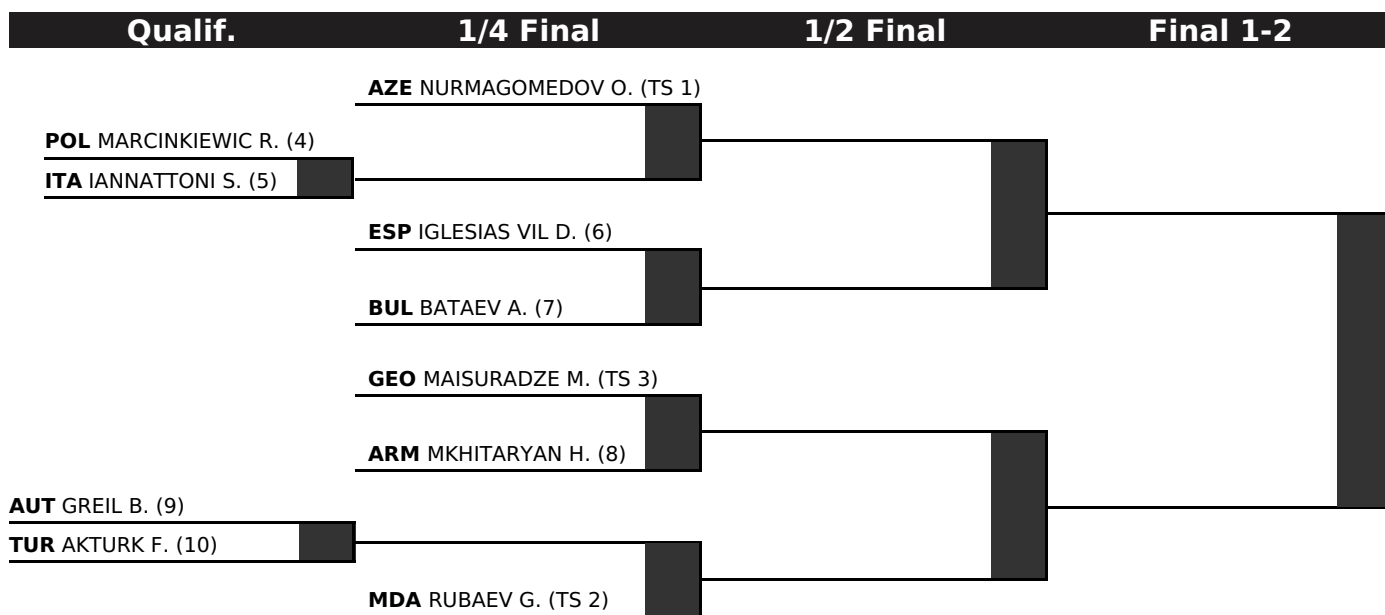 Qualif. 1/4 Final 1/2 Final Final 1-2
AZE NURMAGOMEDOV O. (TS 1)
POL MARCINKIEWIC R. (4)
ITA IANNATTONI S. (5)
ESP IGLESIAS VIL D. (6)
BUL BATAEV A. (7)
GEO MAISURADZE M. (TS 3)
ARM MKHITARYAN H. (8)
AUT GREIL B. (9)
TUR AKTURK F. (10)
MDA RUBAEV G. (TS 2)